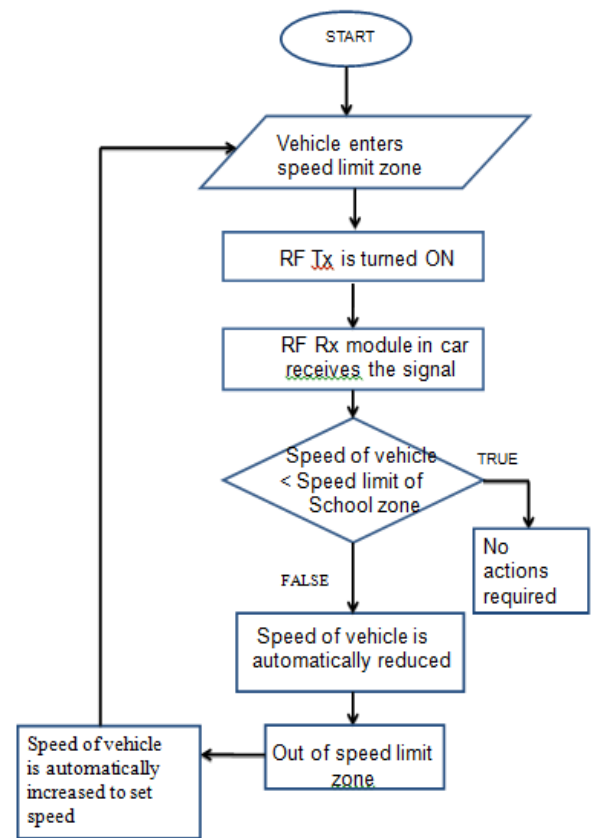 START
Vehicle enters
speed limit zone
RF Tx is turned ON
RF Rx module in car
receives the signal
Speed of vehicle
< Speed limit of
School zone
TRUE
No
actions
required
FALSE
Speed of vehicle is
automatically reduced
Out of speed limit
zone
Speed of vehicle
is automatically
increased to set
speed